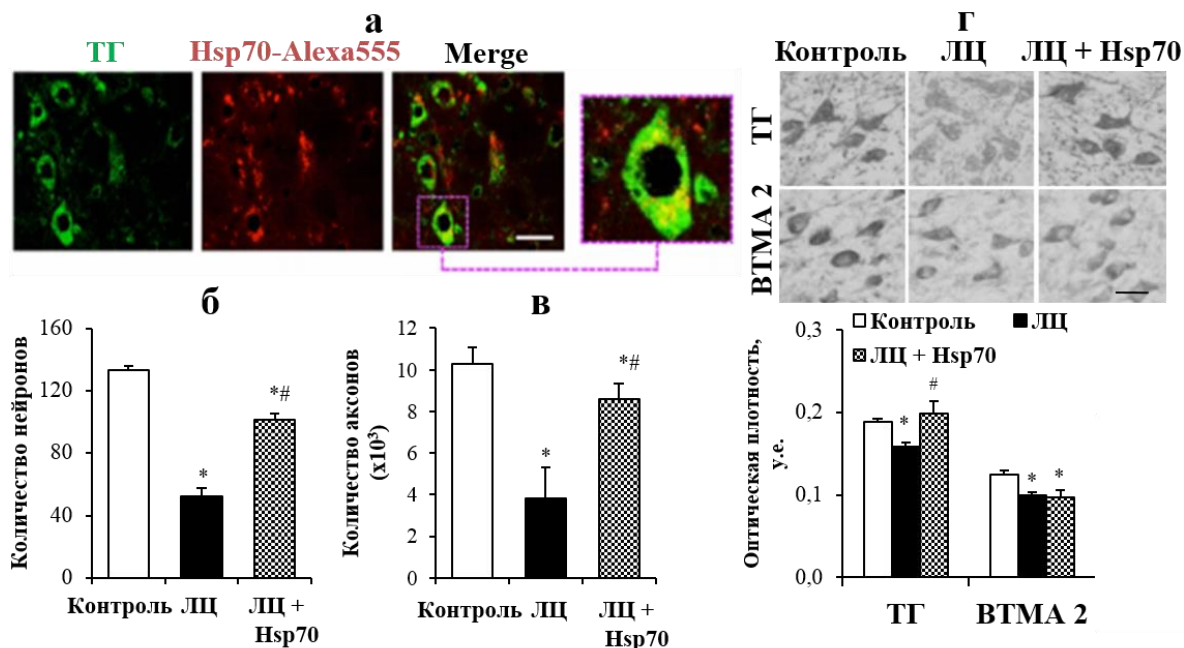 а
ТГ
Hsp70-Alexa555
Merge
г
Контроль
ЛЦ
ЛЦ + Hsp70
ТГ
ВТМА 2
б
Количество нейронов
160
120
80
40
0
*
*#
Контроль
ЛЦ
ЛЦ +
Hsp70
в
Количество аксонов
(x10³)
12
10
8
6
4
2
0
*
*#
Контроль
ЛЦ
ЛЦ +
Hsp70
Контроль
ЛЦ
ЛЦ + Hsp70
Оптическая плотность,
у.е.
0,3
0,2
0,1
0,0
*
#
*
*
ТГ
ВТМА 2